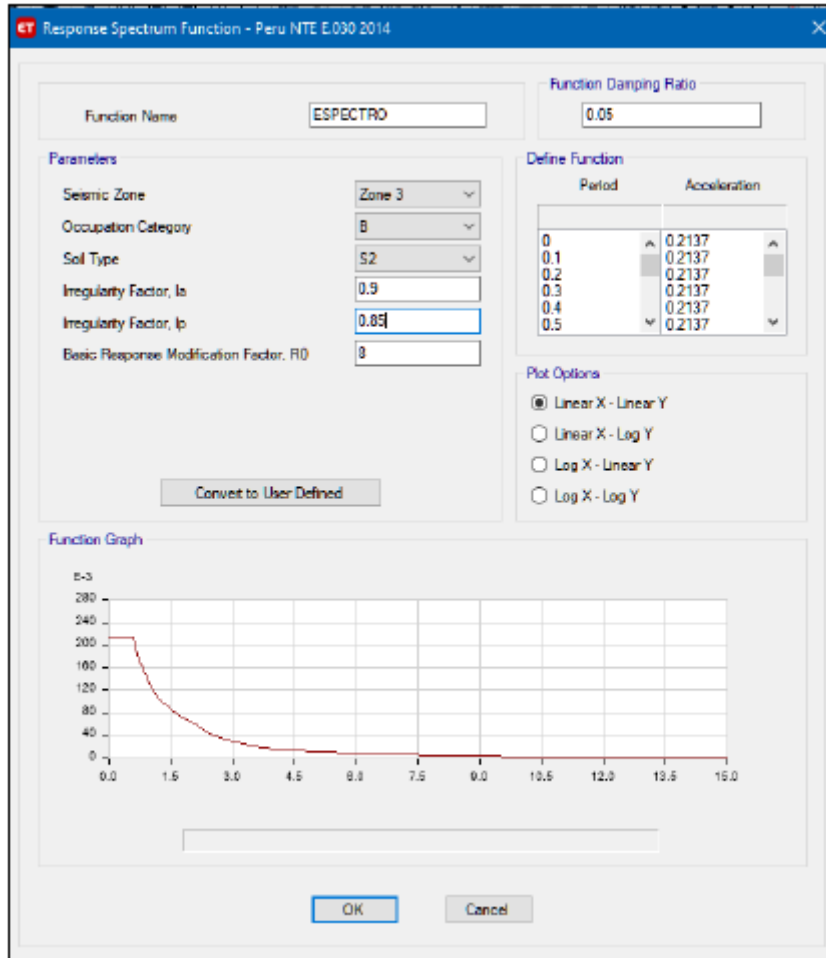 ET Response Spectrum Function - Peru NTE E.030 2014
Function Name ESPECTRO
Function Damping Ratio
0.05
Parameters
Seismic Zone Zone 3
Occupation Category B
Soil Type S2
Irregularity Factor, Ia 0.9
Irregularity Factor, Ip 0.85
Basic Response Modification Factor, R0 8
Convert to User Defined
Define Function
Period Acceleration
0 0.2137
0.1 0.2137
0.2 0.2137
0.3 0.2137
0.4 0.2137
0.5 0.2137
Plot Options
Linear X - Linear Y
Linear X - Log Y
Log X - Linear Y
Log X - Log Y
Function Graph
E-3
280
240
200
160
120
80
40
0
0.0 1.5 3.0 4.5 6.0 7.5 9.0 10.5 12.0 13.5 15.0
OK Cancel